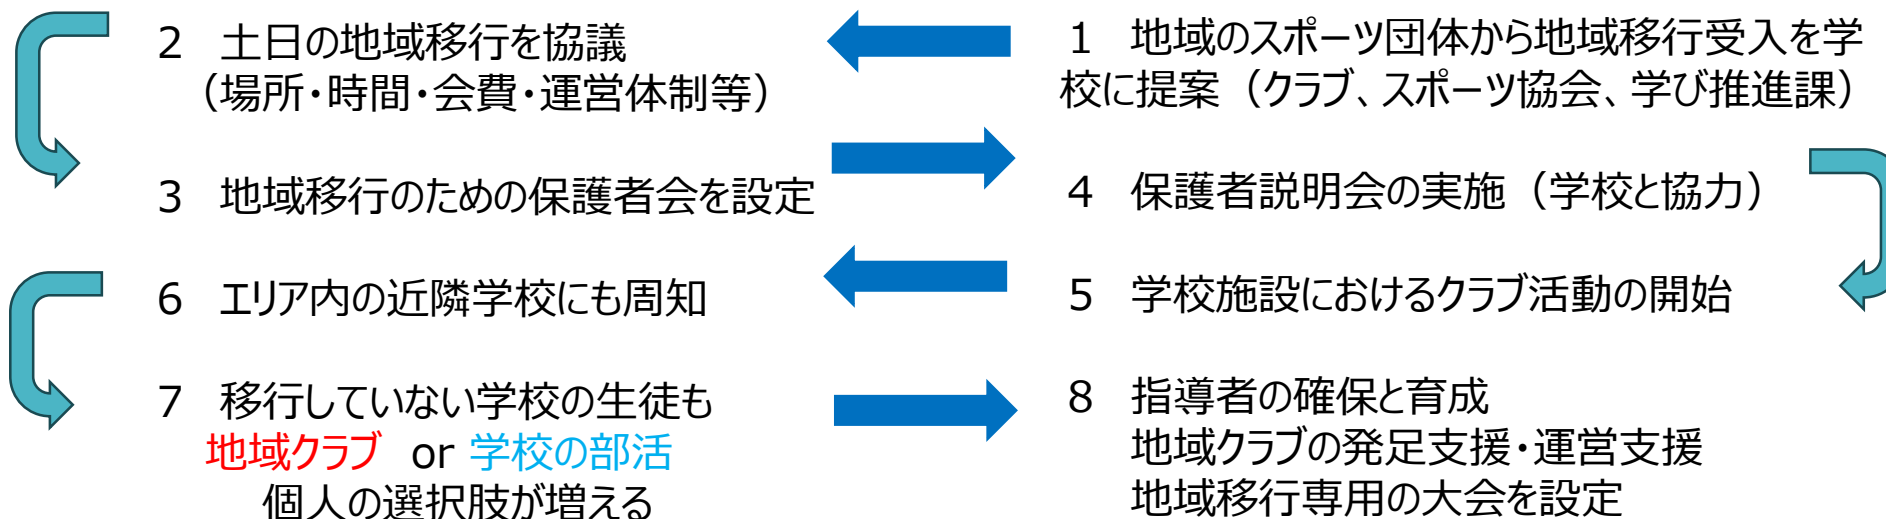 1 地域のスポーツ団体から地域移行受入を学
校に提案（クラブ、スポーツ協会、学び推進課）
2 土日の地域移行を協議
（場所・時間・会費・運営体制等）
3 地域移行のための保護者会を設定
4 保護者説明会の実施（学校と協力）
5 学校施設におけるクラブ活動の開始
6 エリア内の近隣学校にも周知
7 移行していない学校の生徒も
地域クラブ or 学校の部活
個人の選択肢が増える
8 指導者の確保と育成
地域クラブの発足支援・運営支援
地域移行専用の大会を設定